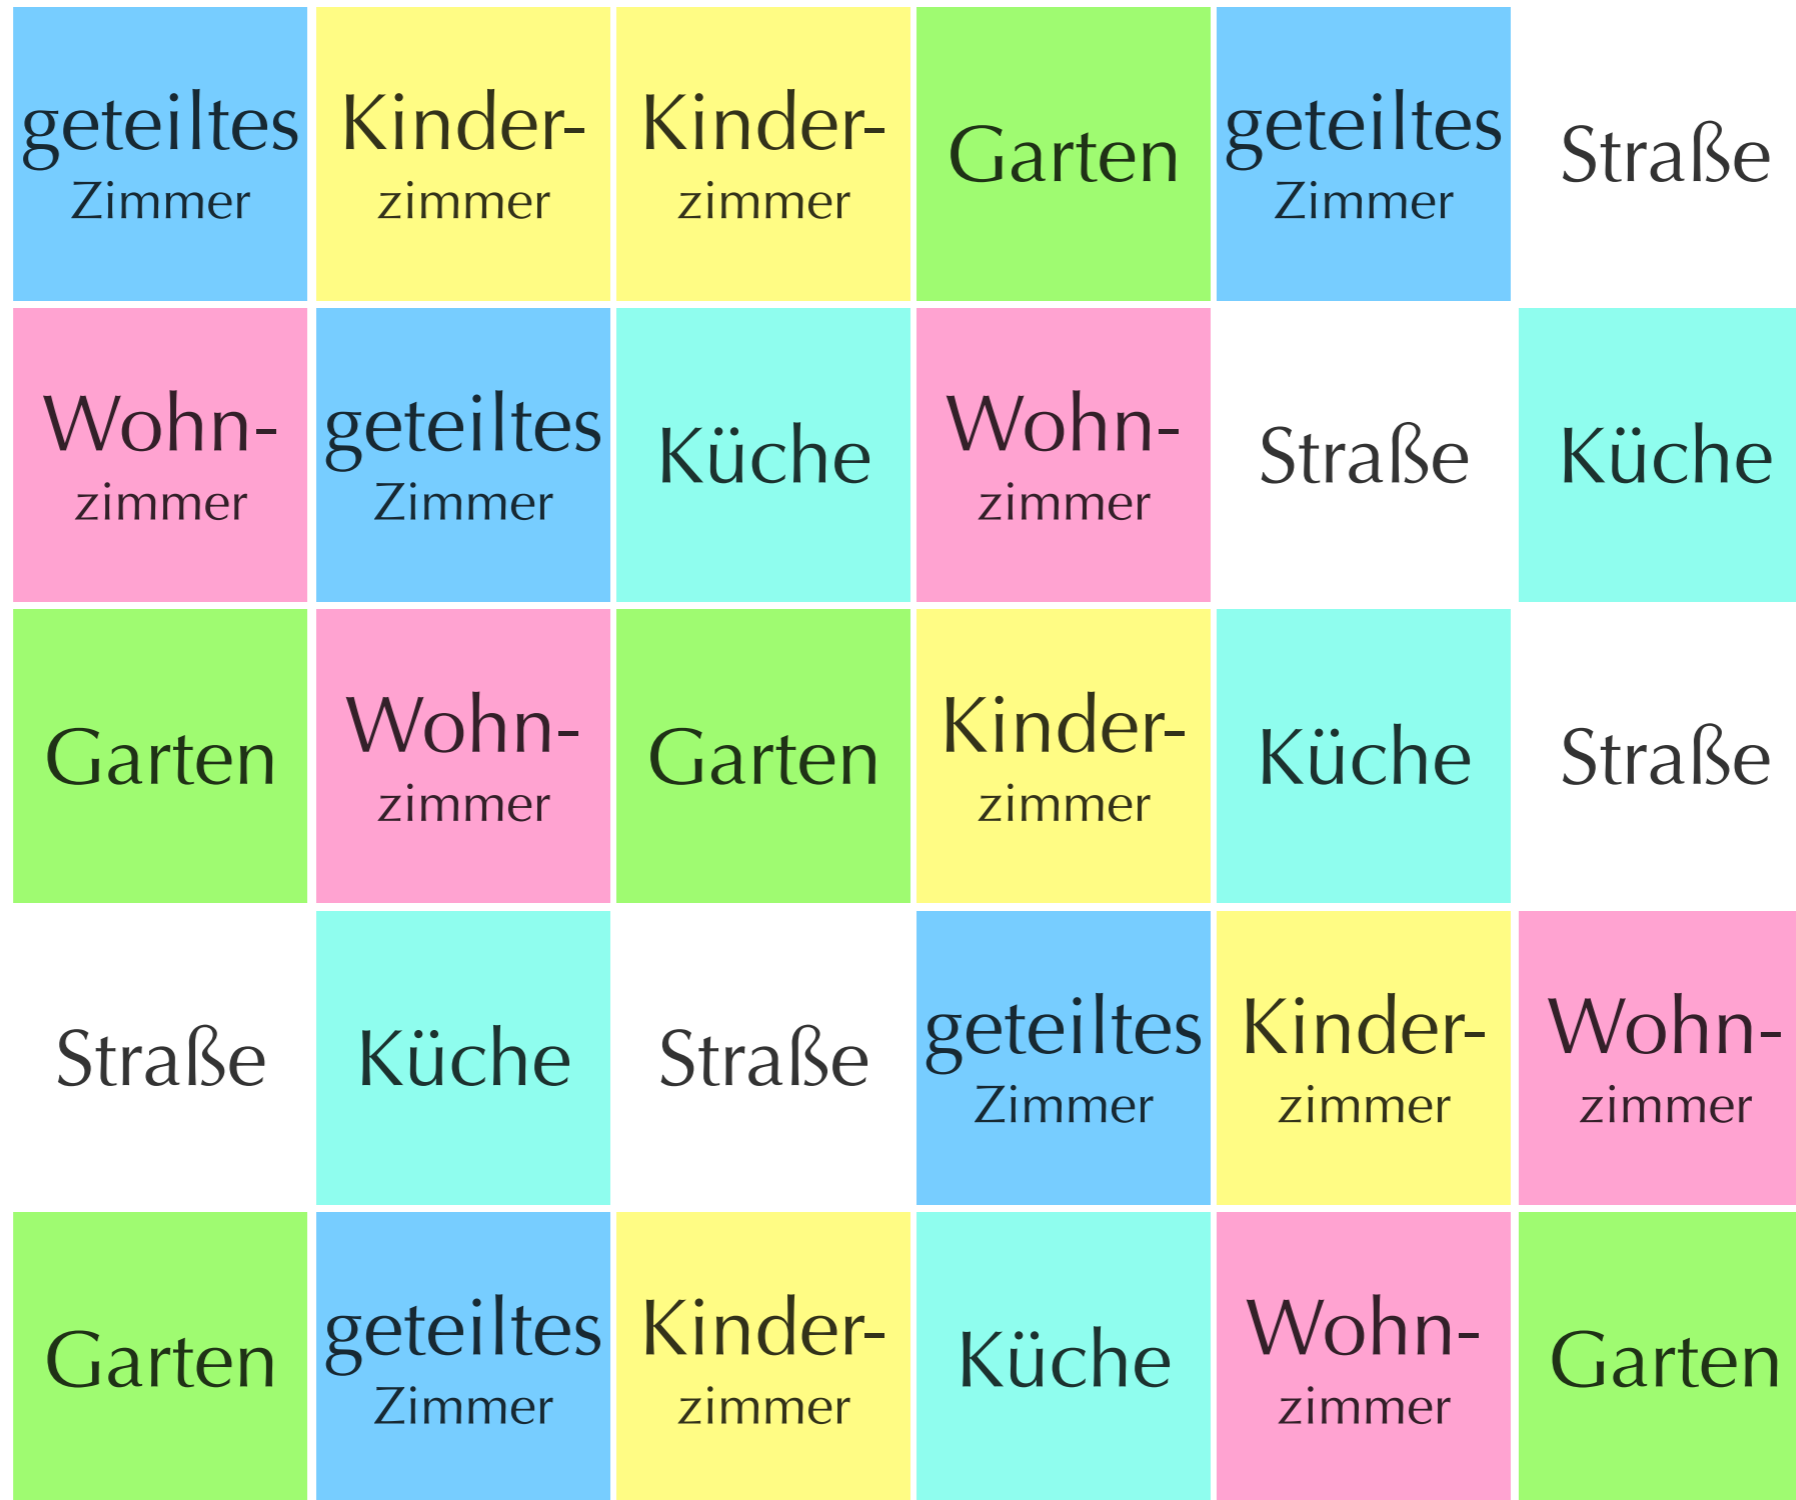 geteiltes
Zimmer
Kinder-
zimmer
Kinder-
zimmer
Garten
geteiltes
Zimmer
Straße
Wohn-
zimmer
geteiltes
Zimmer
Küche
Wohn-
zimmer
Straße
Küche
Garten
Wohn-
zimmer
Garten
Kinder-
zimmer
Küche
Straße
Straße
Küche
Straße
geteiltes
Zimmer
Kinder-
zimmer
Wohn-
zimmer
Garten
geteiltes
Zimmer
Kinder-
zimmer
Küche
Wohn-
zimmer
Garten